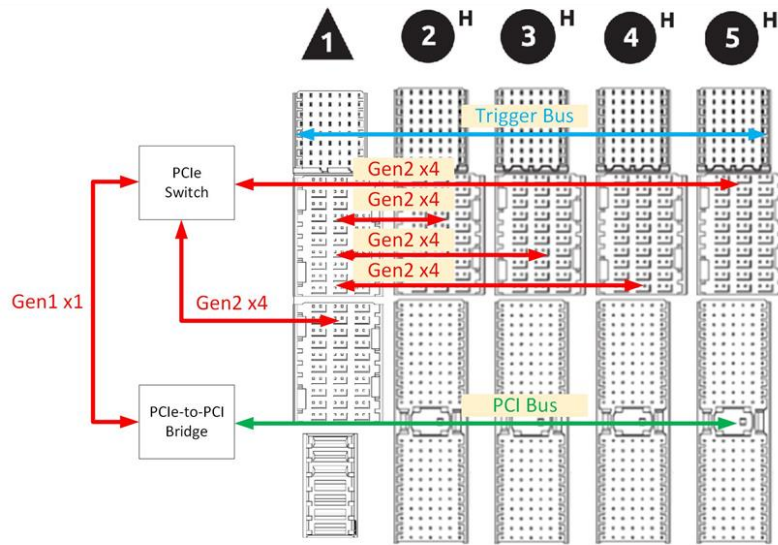 1
2 H
3 H
4 H
5 H
Trigger Bus
PCIe
Switch
Gen2 x4
Gen2 x4
Gen2 x4
Gen2 x4
Gen1 x1
Gen2 x4
PCIe-to-PCI
Bridge
PCI Bus